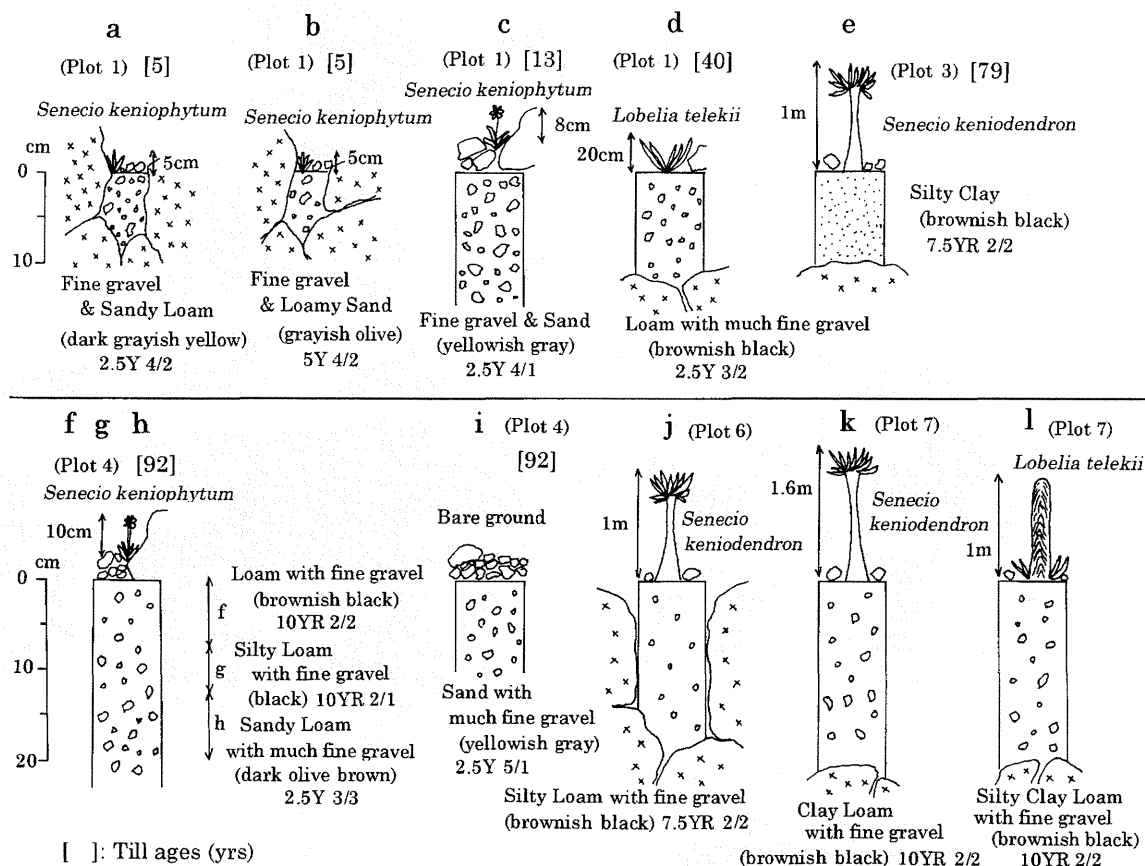 a
(Plot 1) [5]
Senecio keniophytum
cm
0
10
5cm
Fine gravel
& Sandy Loam
(dark grayish yellow)
2.5Y 4/2
b
(Plot 1) [5]
Senecio keniophytum
5cm
Fine gravel
& Loamy Sand
(grayish olive)
5Y 4/2
c
(Plot 1) [13]
Senecio keniophytum
8cm
Fine gravel & Sand
(yellowish gray)
2.5Y 4/1
d
(Plot 1) [40]
Lobelia telekii
20cm
Loam with much fine gravel
(brownish black)
2.5Y 3/2
e
(Plot 3) [79]
1m
Senecio keniodendron
Silty Clay
(brownish black)
7.5YR 2/2
f g h
(Plot 4) [92]
Senecio keniophytum
10cm
cm
0
10
20
Loam with fine gravel
(brownish black)
10YR 2/2
f
Silty Loam
with fine gravel
(black) 10YR 2/1
g
h Sandy Loam
with much fine gravel
(dark olive brown)
2.5Y 3/3
i (Plot 4)
[92]
Bare ground
Sand with
much fine gravel
(yellowish gray)
2.5Y 5/1
j (Plot 6)
1m
Senecio
keniodendron
Silty Loam with fine gravel
(brownish black) 7.5YR 2/2
k (Plot 7)
1.6m
Senecio
keniodendron
Clay Loam
with fine gravel
(brownish black) 10YR 2/2
l (Plot 7)
Lobelia telekii
1m
Silty Clay Loam
with fine gravel
(brownish black)
10YR 2/2
[ ]: Till ages (yrs)